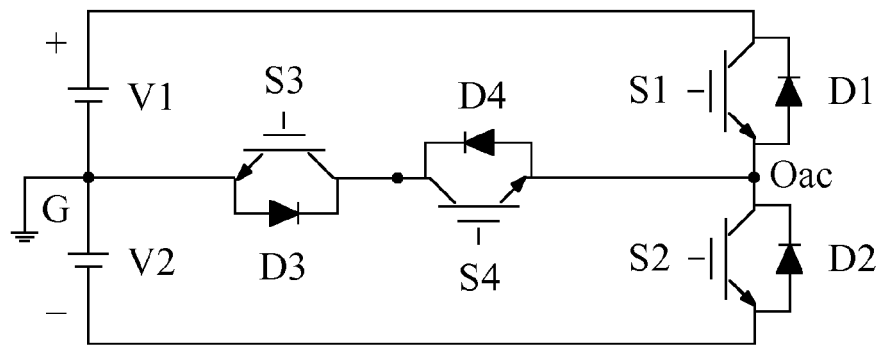 +
S3
D4
S1
D1
V1
G
Oac
V2
D3
S4
S2
D2
−